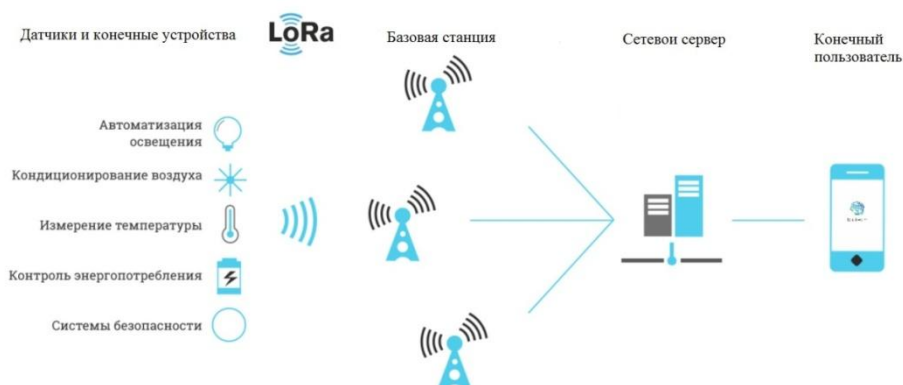 Датчики и конечные устройства
LoRa
Базовая станция
Сетевои сервер
Конечный
пользователь
Автоматизация
освещения
Кондиционирование воздуха
Измерение температуры
Контроль энергопотребления
Системы безопасности